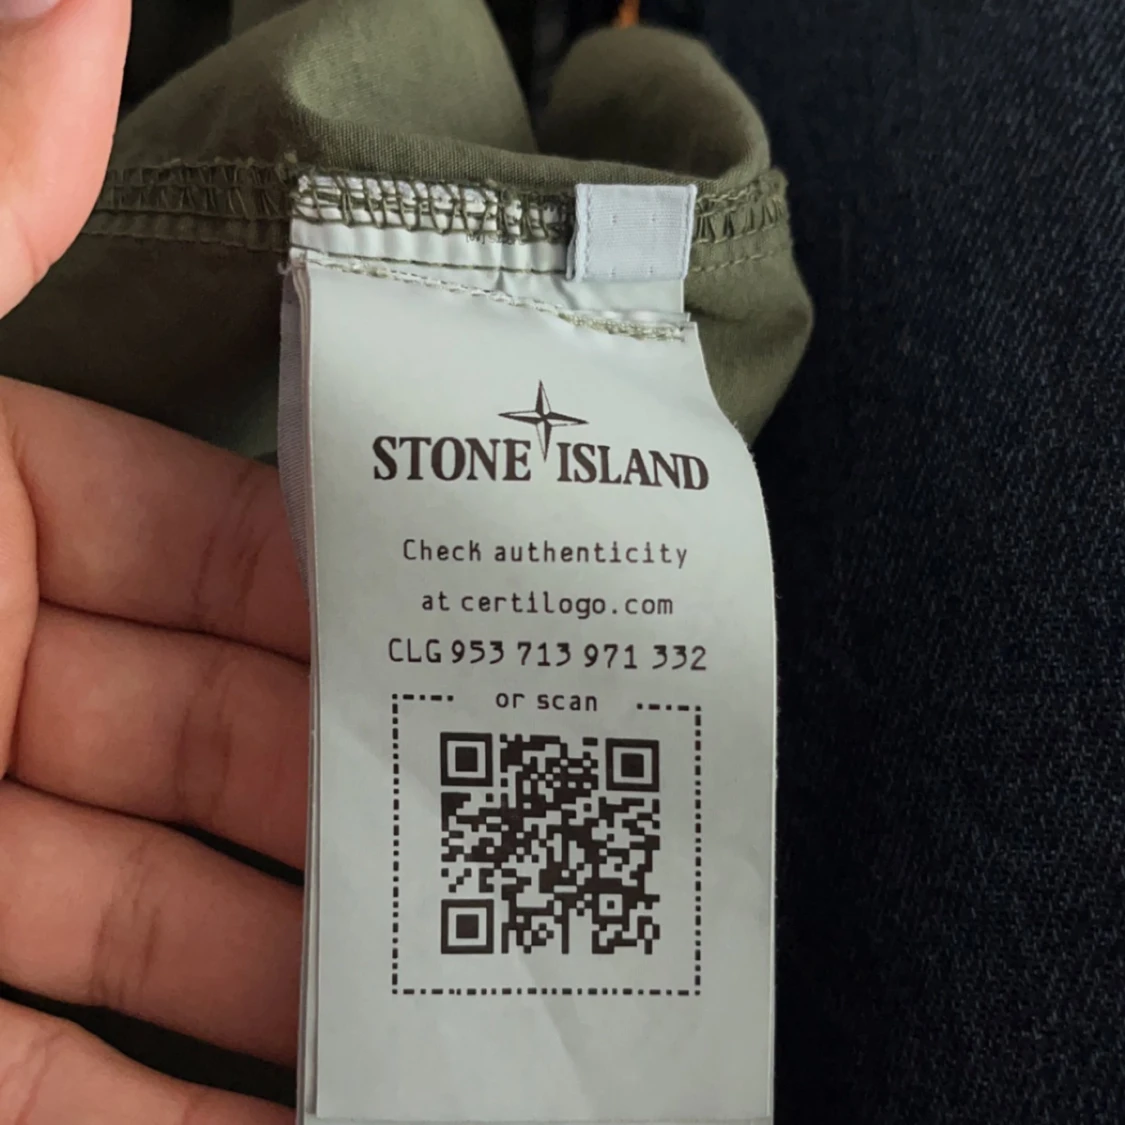 STONE ISLAND
Check authenticity
at certilogo.com
CLG 953 713 971 332
or scan